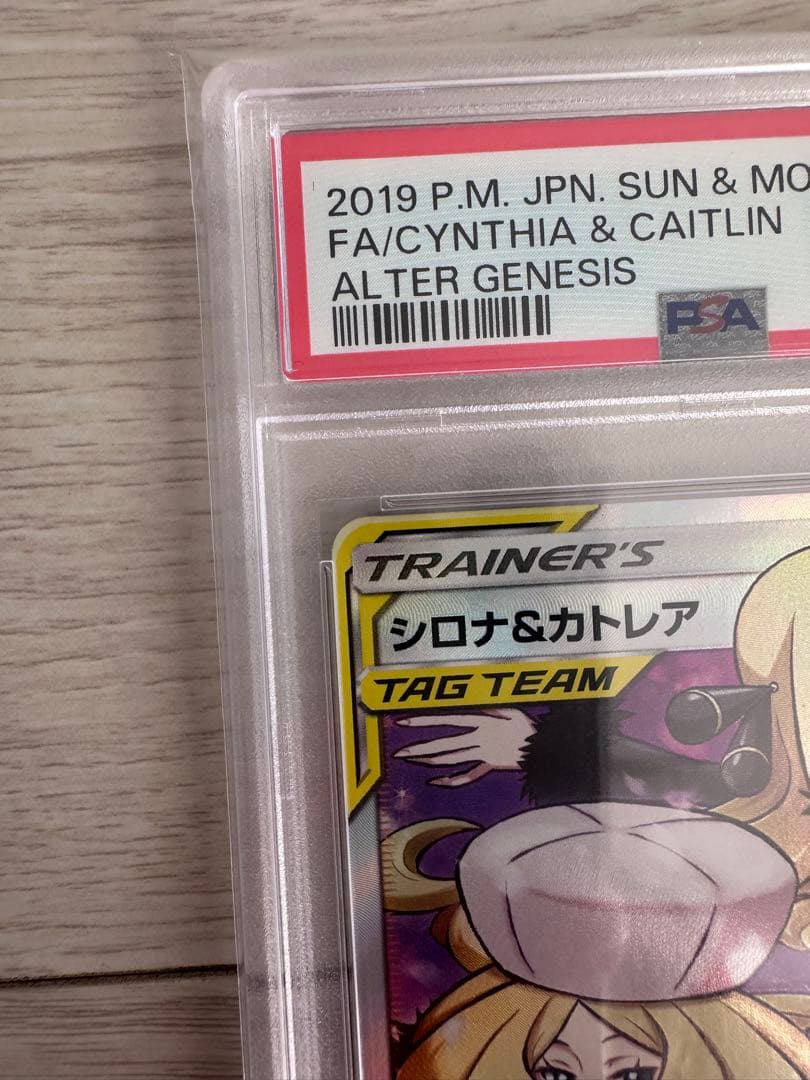 2019 P.M. JPN. SUN & MO
FA/CYNTHIA & CAITLIN
ALTER GENESIS
PSA
TRAINER'S
シロナ&カトレア
TAG TEAM